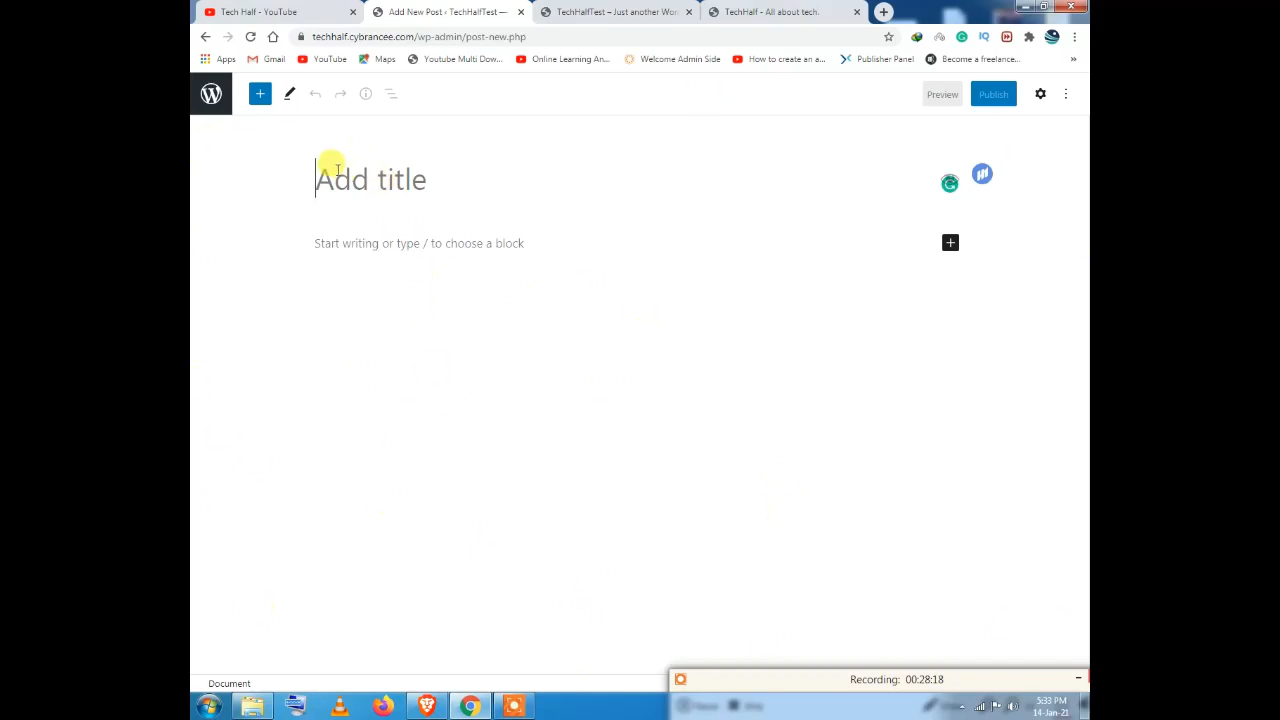 Tech Half - YouTube
Add New Post ‹ TechHalfTest —
TechHalfTest – Just another Wor
TechHalf - All about tech.
techhalf.cybrancee.com/wp-admin/post-new.php
Apps
Gmail
YouTube
Maps
Youtube Multi Dow...
Online Learning An...
Welcome Admin Side
How to create an a...
Publisher Panel
Become a freelance...
»
Preview
Publish
Add title
Start writing or type / to choose a block
Document
Recording: 00:28:18
5:33 PM
14-Jan-21